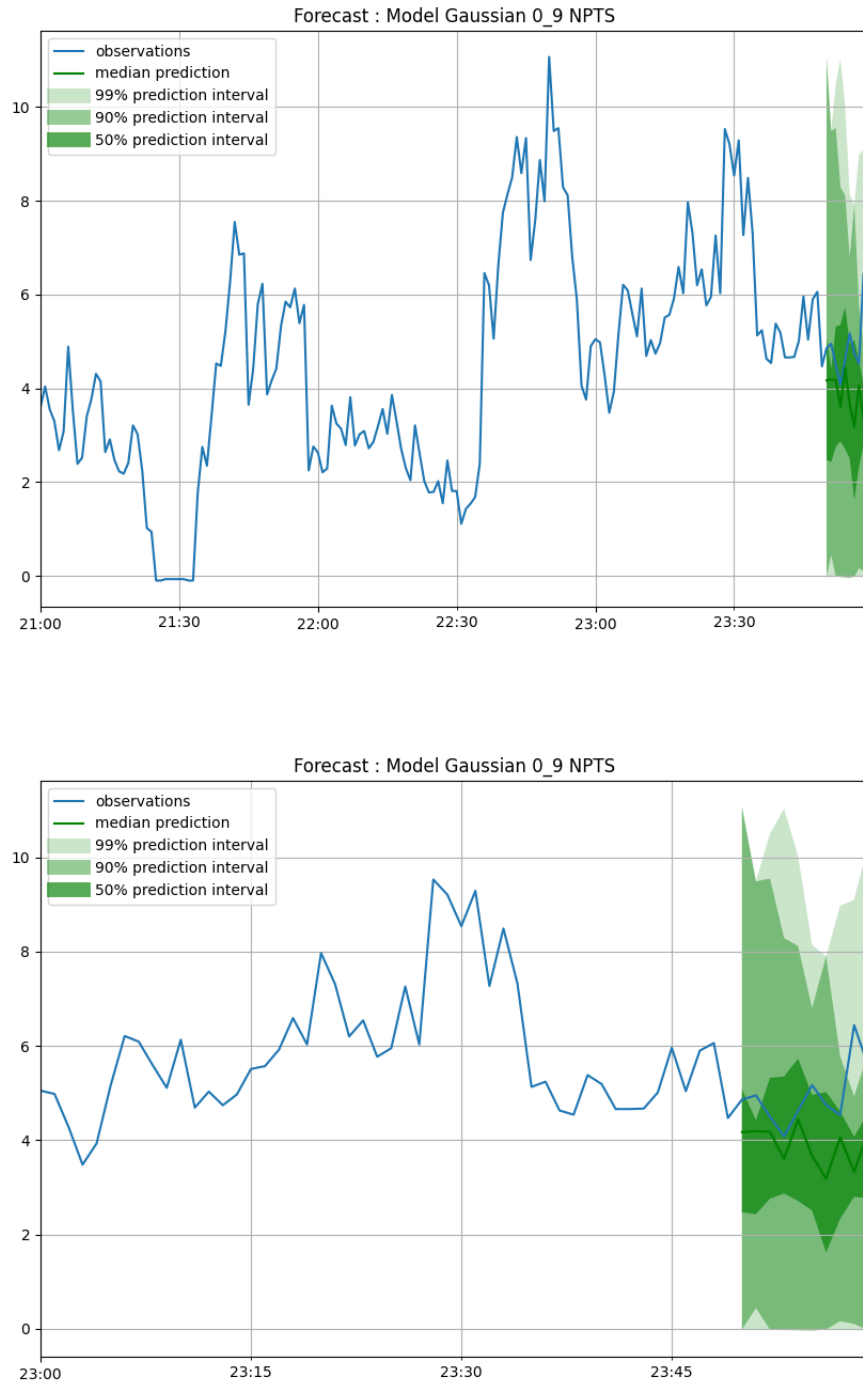 Forecast : Model Gaussian 0_9 NPTS
observations
median prediction
99% prediction interval
90% prediction interval
50% prediction interval
10
8
6
4
2
0
21:00 21:30 22:00 22:30 23:00 23:30
Forecast : Model Gaussian 0_9 NPTS
observations
median prediction
99% prediction interval
90% prediction interval
50% prediction interval
10
8
6
4
2
0
23:00 23:15 23:30 23:45